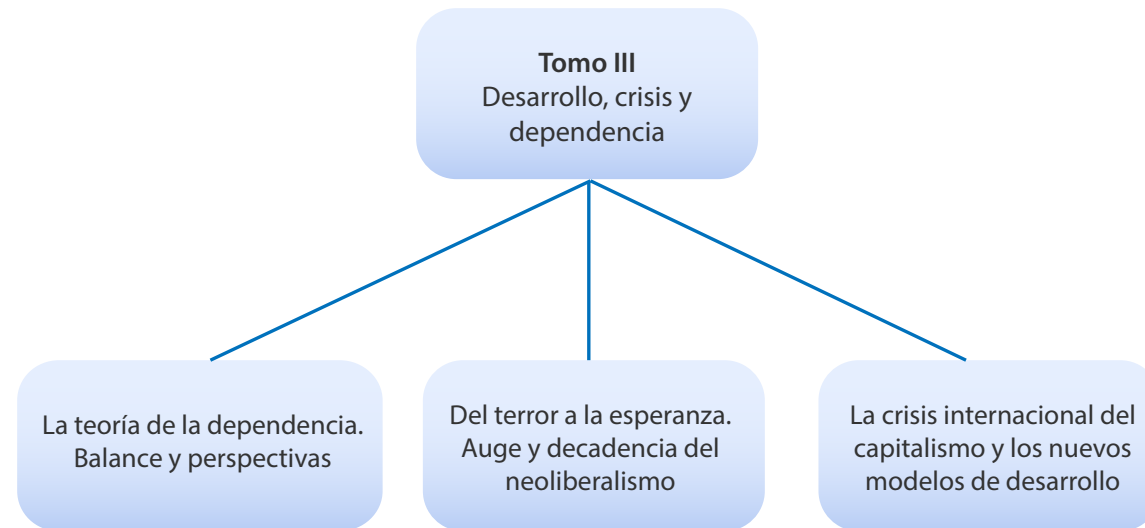 Tomo III
Desarrollo, crisis y
dependencia
La teoría de la dependencia.
Balance y perspectivas
Del terror a la esperanza.
Auge y decadencia del
neoliberalismo
La crisis internacional del
capitalismo y los nuevos
modelos de desarrollo